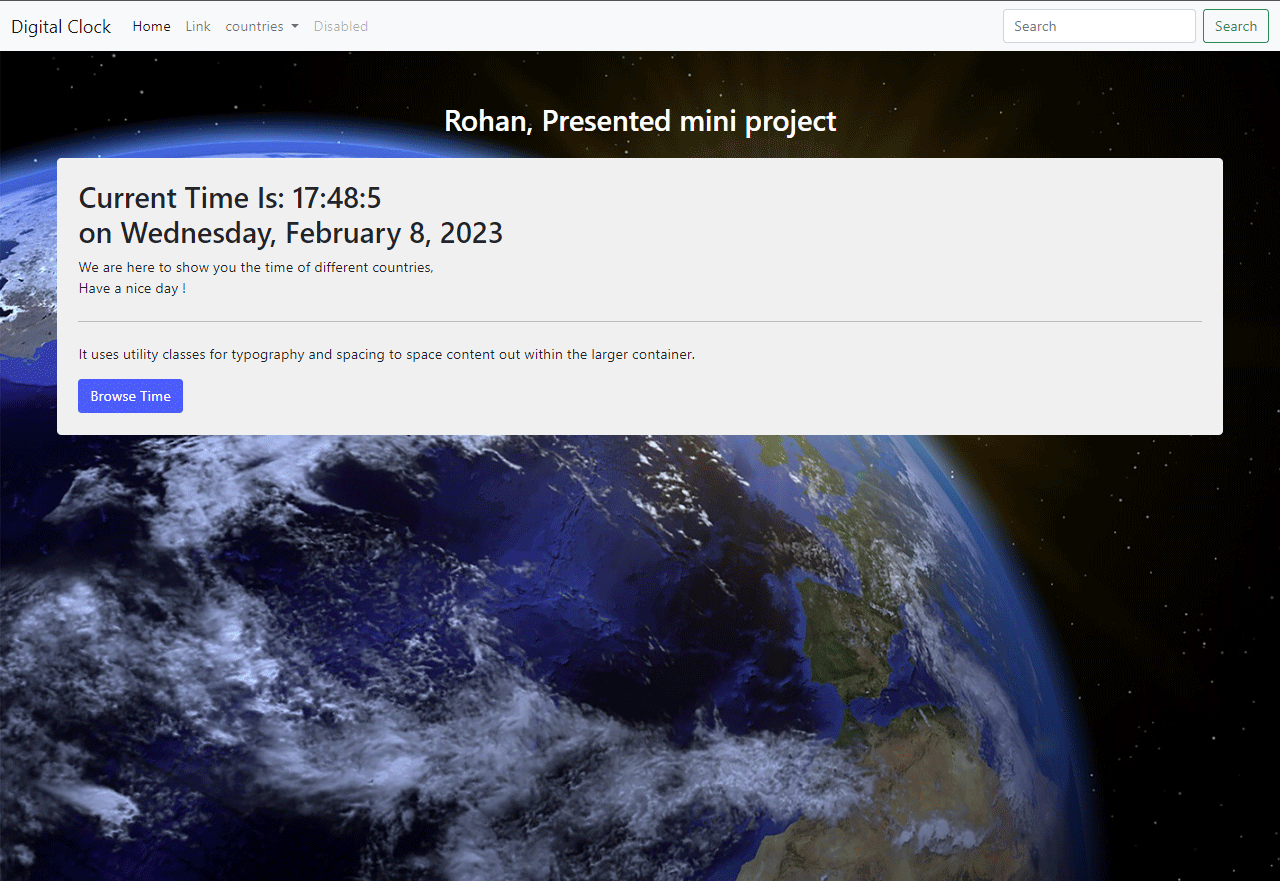 Digital Clock Home Link countries Disabled Search Search
Rohan, Presented mini project
Current Time Is: 17:48:5
on Wednesday, February 8, 2023
We are here to show you the time of different countries,
Have a nice day !
It uses utility classes for typography and spacing to space content out within the larger container.
Browse Time